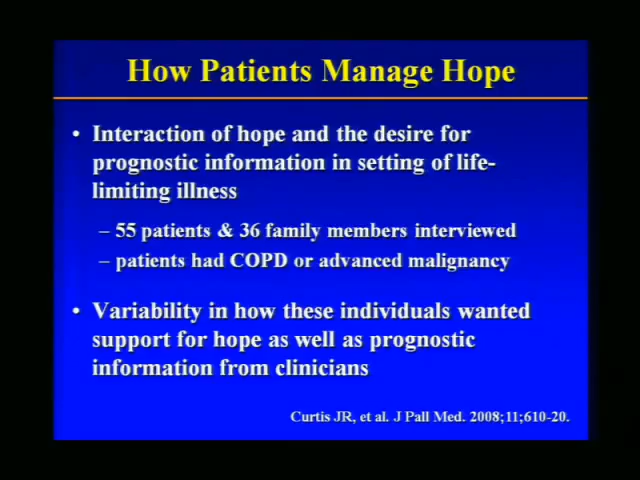 How Patients Manage Hope
• Interaction of hope and the desire for
prognostic information in setting of life-
limiting illness
– 55 patients & 36 family members interviewed
– patients had COPD or advanced malignancy
• Variability in how these individuals wanted
support for hope as well as prognostic
information from clinicians
Curtis JR, et al. J Pall Med. 2008;11;610-20.